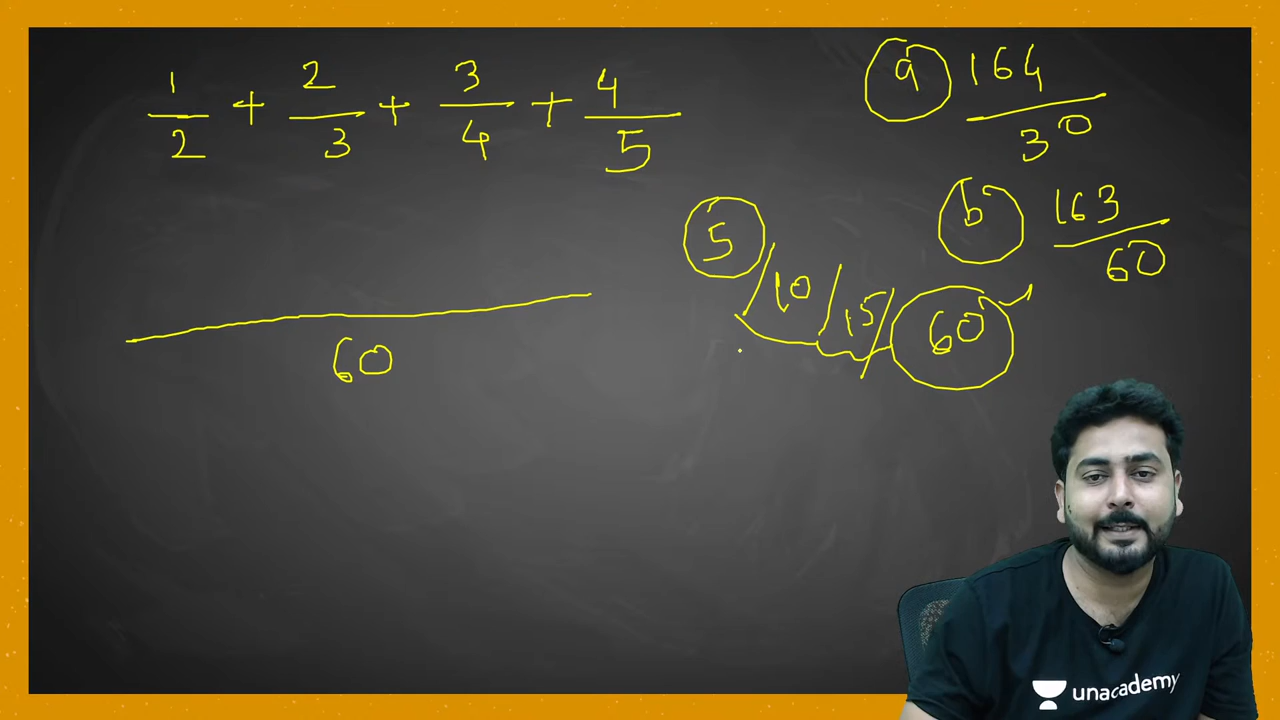 1/2 + 2/3 + 3/4 + 4/5
a 164/30
b 163/60
5/10/15/60
60
unacademy